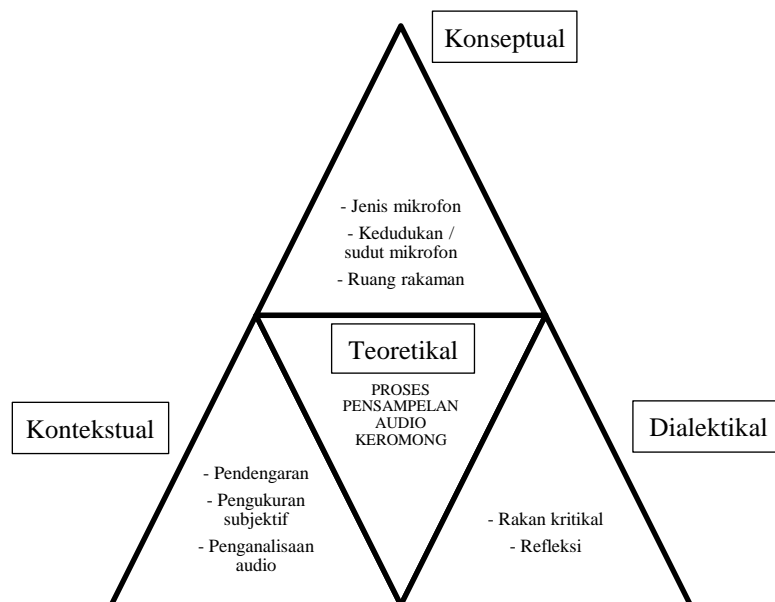 Konseptual
- Jenis mikrofon
- Kedudukan /
sudut mikrofon
- Ruang rakaman
Teoretikal
PROSES
PENSAMPELAN
AUDIO
KEROMONG
Kontekstual
- Pendengaran
- Pengukuran
subjektif
- Penganalisaan
audio
Dialektikal
- Rakan kritikal
- Refleksi